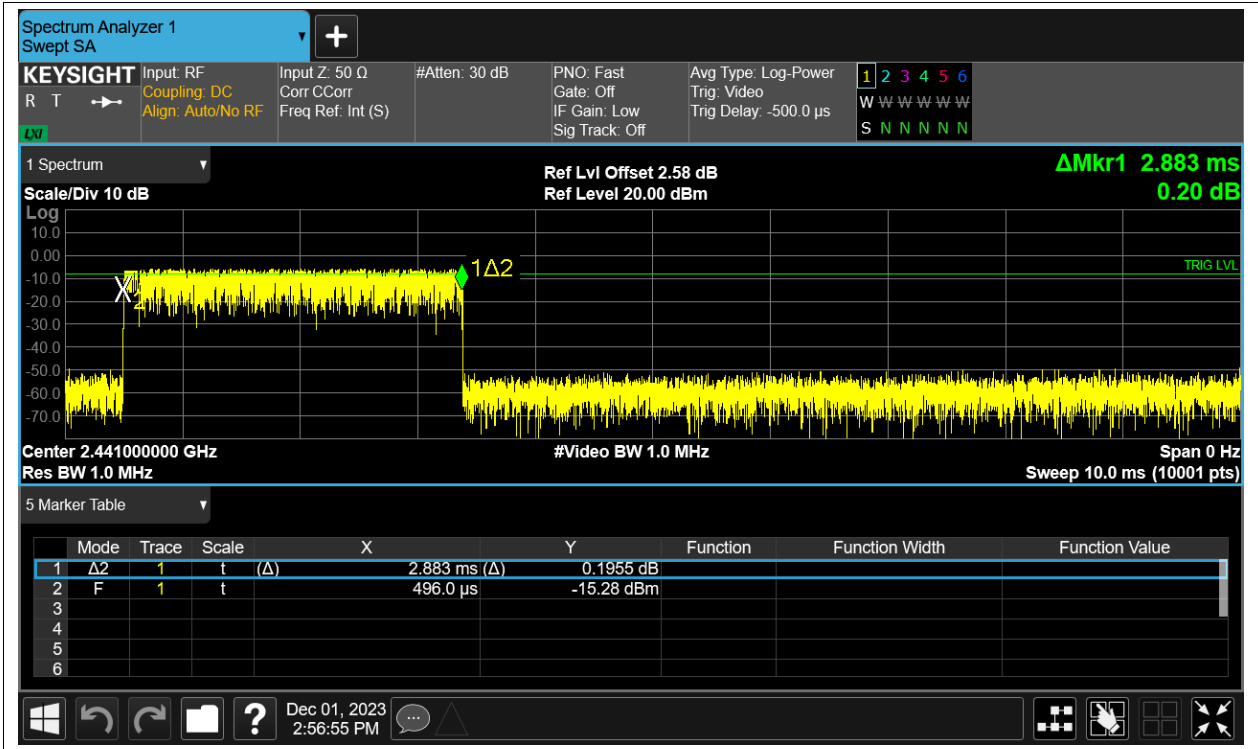 Spectrum Analyzer 1
Swept SA
KEYSIGHT Input: RF Input Z: 50 Ω #Atten: 30 dB PNO: Fast Avg Type: Log-Power 1 2 3 4 5 6
R T Coupling: DC Corr CCorr Gate: Off Trig: Video W W W W W W
Align: Auto/No RF Freq Ref: Int (S) IF Gain: Low Trig Delay: -500.0 µs
LXI Sig Track: Off S N N N N N
1 Spectrum Ref Lvl Offset 2.58 dB ΔMkr1 2.883 ms
Scale/Div 10 dB Ref Level 20.00 dBm 0.20 dB
Log
10.0
0.00
1Δ2 TRIG LVL
-10.0
X2
-20.0
-30.0
-40.0
-50.0
-60.0
-70.0
Center 2.441000000 GHz #Video BW 1.0 MHz Span 0 Hz
Res BW 1.0 MHz Sweep 10.0 ms (10001 pts)
5 Marker Table
Mode Trace Scale X Y Function Function Width Function Value
1 Δ2 1 t (Δ) 2.883 ms (Δ) 0.1955 dB
2 F 1 t 496.0 µs -15.28 dBm
3
4
5
6
? Dec 01, 2023
2:56:55 PM